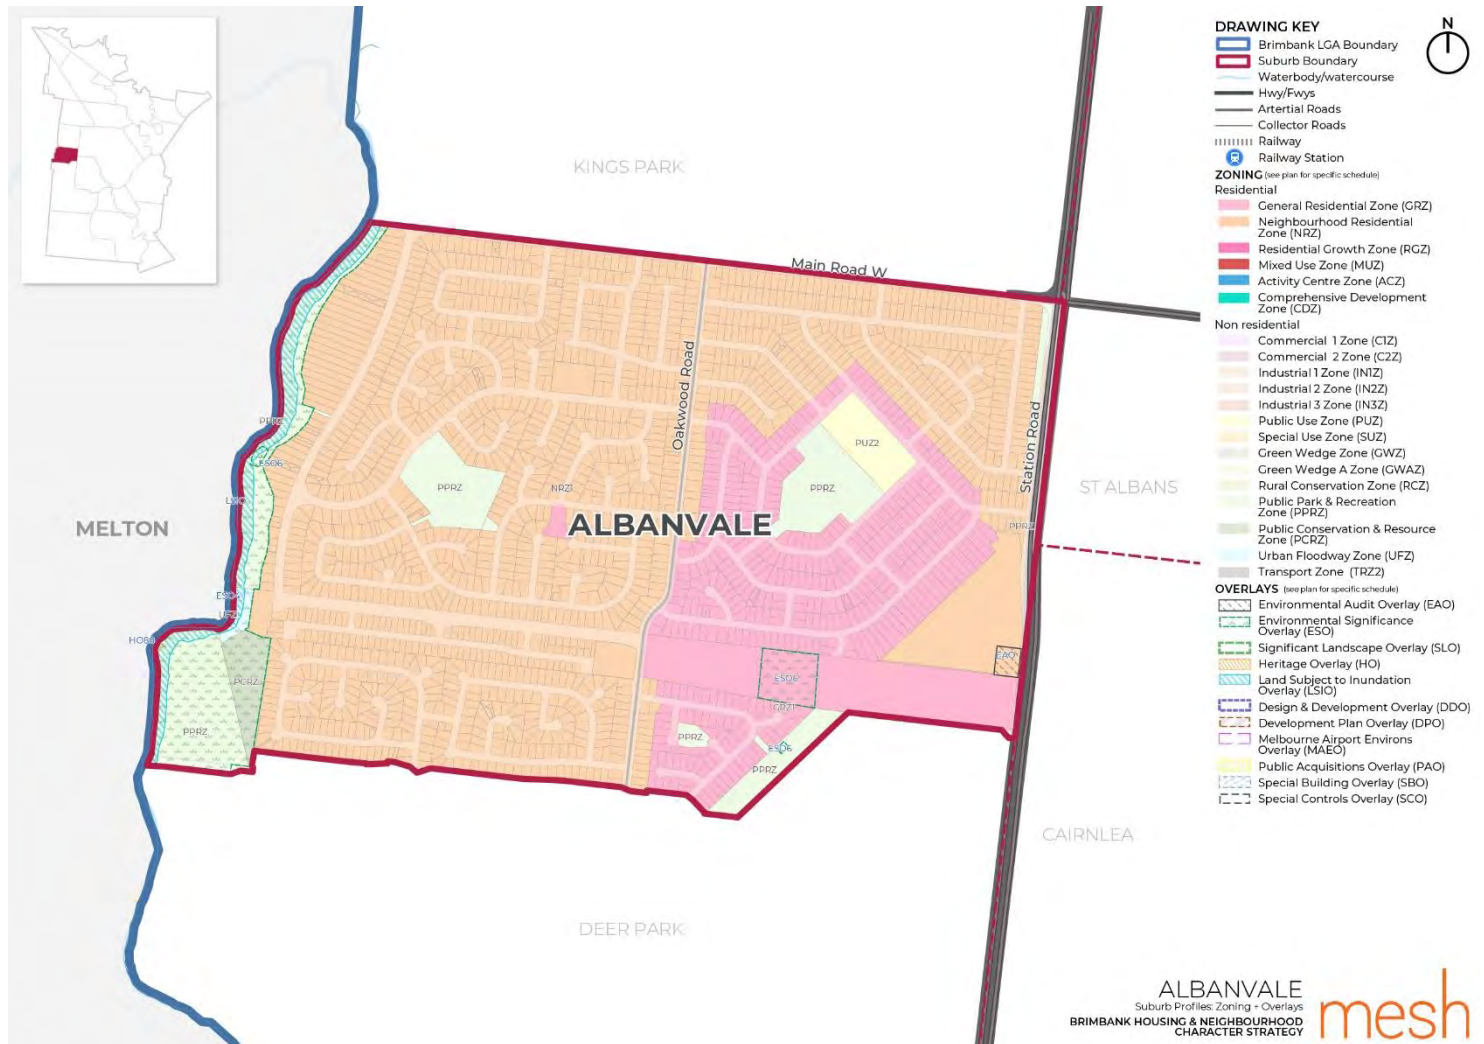 DRAWING KEY
N
Brimbank LGA Boundary
Suburb Boundary
Waterbody/watercourse
Hwy/Fwys
Artertial Roads
Collector Roads
Railway
Railway Station
ZONING (see plan for specific schedule)
Residential
General Residential Zone (GRZ)
Neighbourhood Residential
Zone (NRZ)
Residential Growth Zone (RGZ)
Mixed Use Zone (MUZ)
Activity Centre Zone (ACZ)
Comprehensive Development
Zone (CDZ)
Non residential
Commercial 1 Zone (C1Z)
Commercial 2 Zone (C2Z)
Industrial 1 Zone (IN1Z)
Industrial 2 Zone (IN2Z)
Industrial 3 Zone (IN3Z)
Public Use Zone (PUZ)
Special Use Zone (SUZ)
Green Wedge Zone (GWZ)
Green Wedge A Zone (GWAZ)
Rural Conservation Zone (RCZ)
Public Park & Recreation
Zone (PPRZ)
Public Conservation & Resource
Zone (PCRZ)
Urban Floodway Zone (UFZ)
Transport Zone (TRZ2)
OVERLAYS (see plan for specific schedule)
Environmental Audit Overlay (EAO)
Environmental Significance
Overlay (ESO)
Significant Landscape Overlay (SLO)
Heritage Overlay (HO)
Land Subject to Inundation
Overlay (LSIO)
Design & Development Overlay (DDO)
Development Plan Overlay (DPO)
Melbourne Airport Environs
Overlay (MAEO)
Public Acquisitions Overlay (PAO)
Special Building Overlay (SBO)
Special Controls Overlay (SCO)
KINGS PARK
Main Road W
Oakwood Road
Station Road
PPRZ
PUZ2
ESO6
PPRZ
NRZ1
PPRZ
LSIO
ST ALBANS
MELTON
ALBANVALE
PPRZ
UFZ
EAO
PCRZ
ESO6
GRZ1
PPRZ
PPRZ
ESO6
PPRZ
CAIRNLEA
DEER PARK
ALBANVALE
Suburb Profiles: Zoning + Overlays
BRIMBANK HOUSING & NEIGHBOURHOOD
CHARACTER STRATEGY
mesh